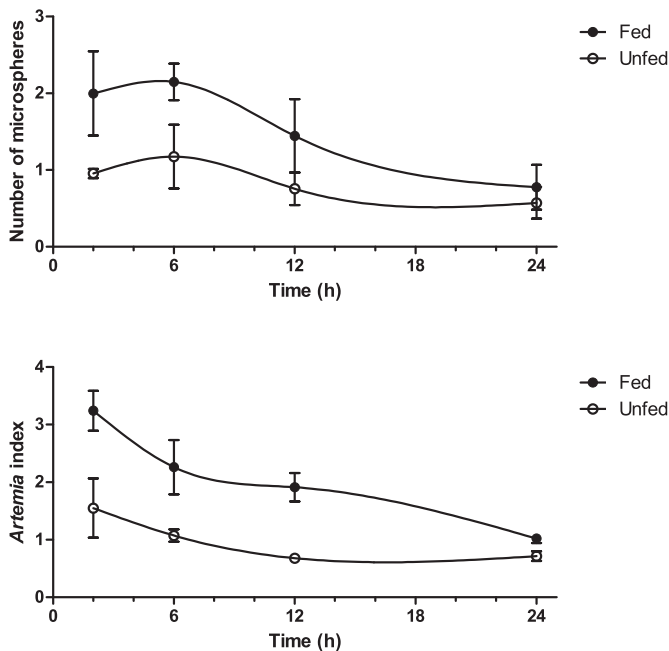 3
2
1
0
Number of microspheres
0 6 12 18 24
Time (h)
Fed
Unfed
4
3
2
1
0
Artemia index
0 6 12 18 24
Time (h)
Fed
Unfed